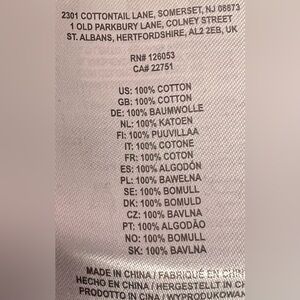 2301 COTTONTAIL LANE, SOMERSET, NJ 08873
1 OLD PARKBURY LANE, COLNEY STREET
ST. ALBANS, HERTFORDSHIRE, AL2 2EB, UK
RN# 126053
CA# 22751
US: 100% COTTON
GB: 100% COTTON
DE: 100% BAUMWOLLE
NL: 100% KATOEN
FI: 100% PUUVILLAA
IT: 100% COTONE
FR: 100% COTON
ES: 100% ALGODÓN
PL: 100% BAWEŁNA
SE: 100% BOMULL
DK: 100% BOMULD
CZ: 100% BAVLNA
PT: 100% ALGODÃO
NO: 100% BOMULL
SK: 100% BAVLNA
MADE IN CHINA / FABRIQUÉ EN CHIN
HECHO EN CHINA / HERGESTELLT IN CH
PRODOTTO IN CINA / WYPRODUKOWAN